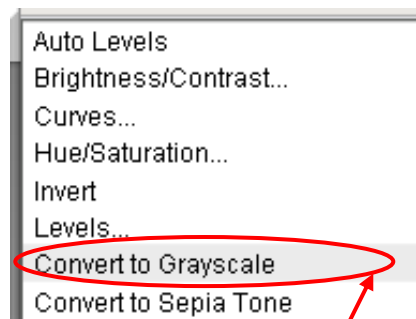 Auto Levels
Brightness/Contrast...
Curves...
Hue/Saturation...
Invert
Levels...
Convert to Grayscale
Convert to Sepia Tone